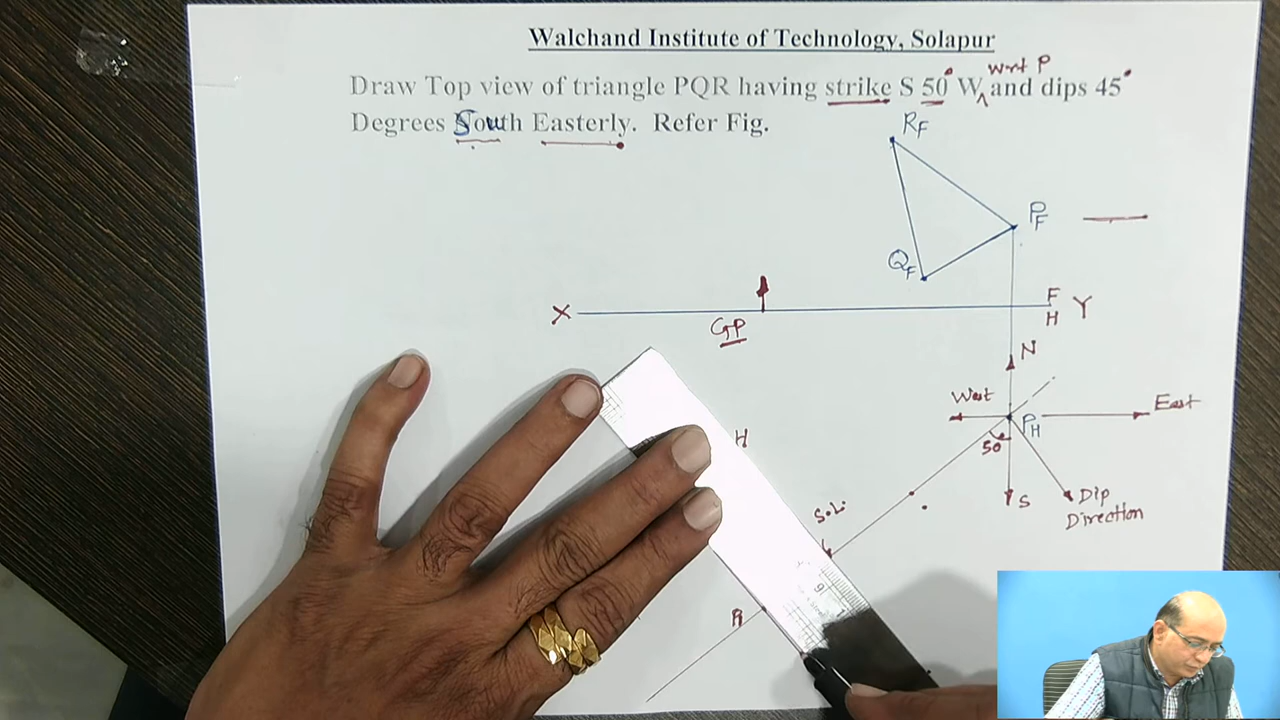 Walchand Institute of Technology, Solapur
wrt P
Draw Top view of triangle PQR having strike S 50° W, and dips 45°
Degrees South Easterly. Refer Fig.
RF
PF
QF
F
X
H
Y
GP
N
West
East
PH
H
50
S
Dip
Direction
S.L.
9